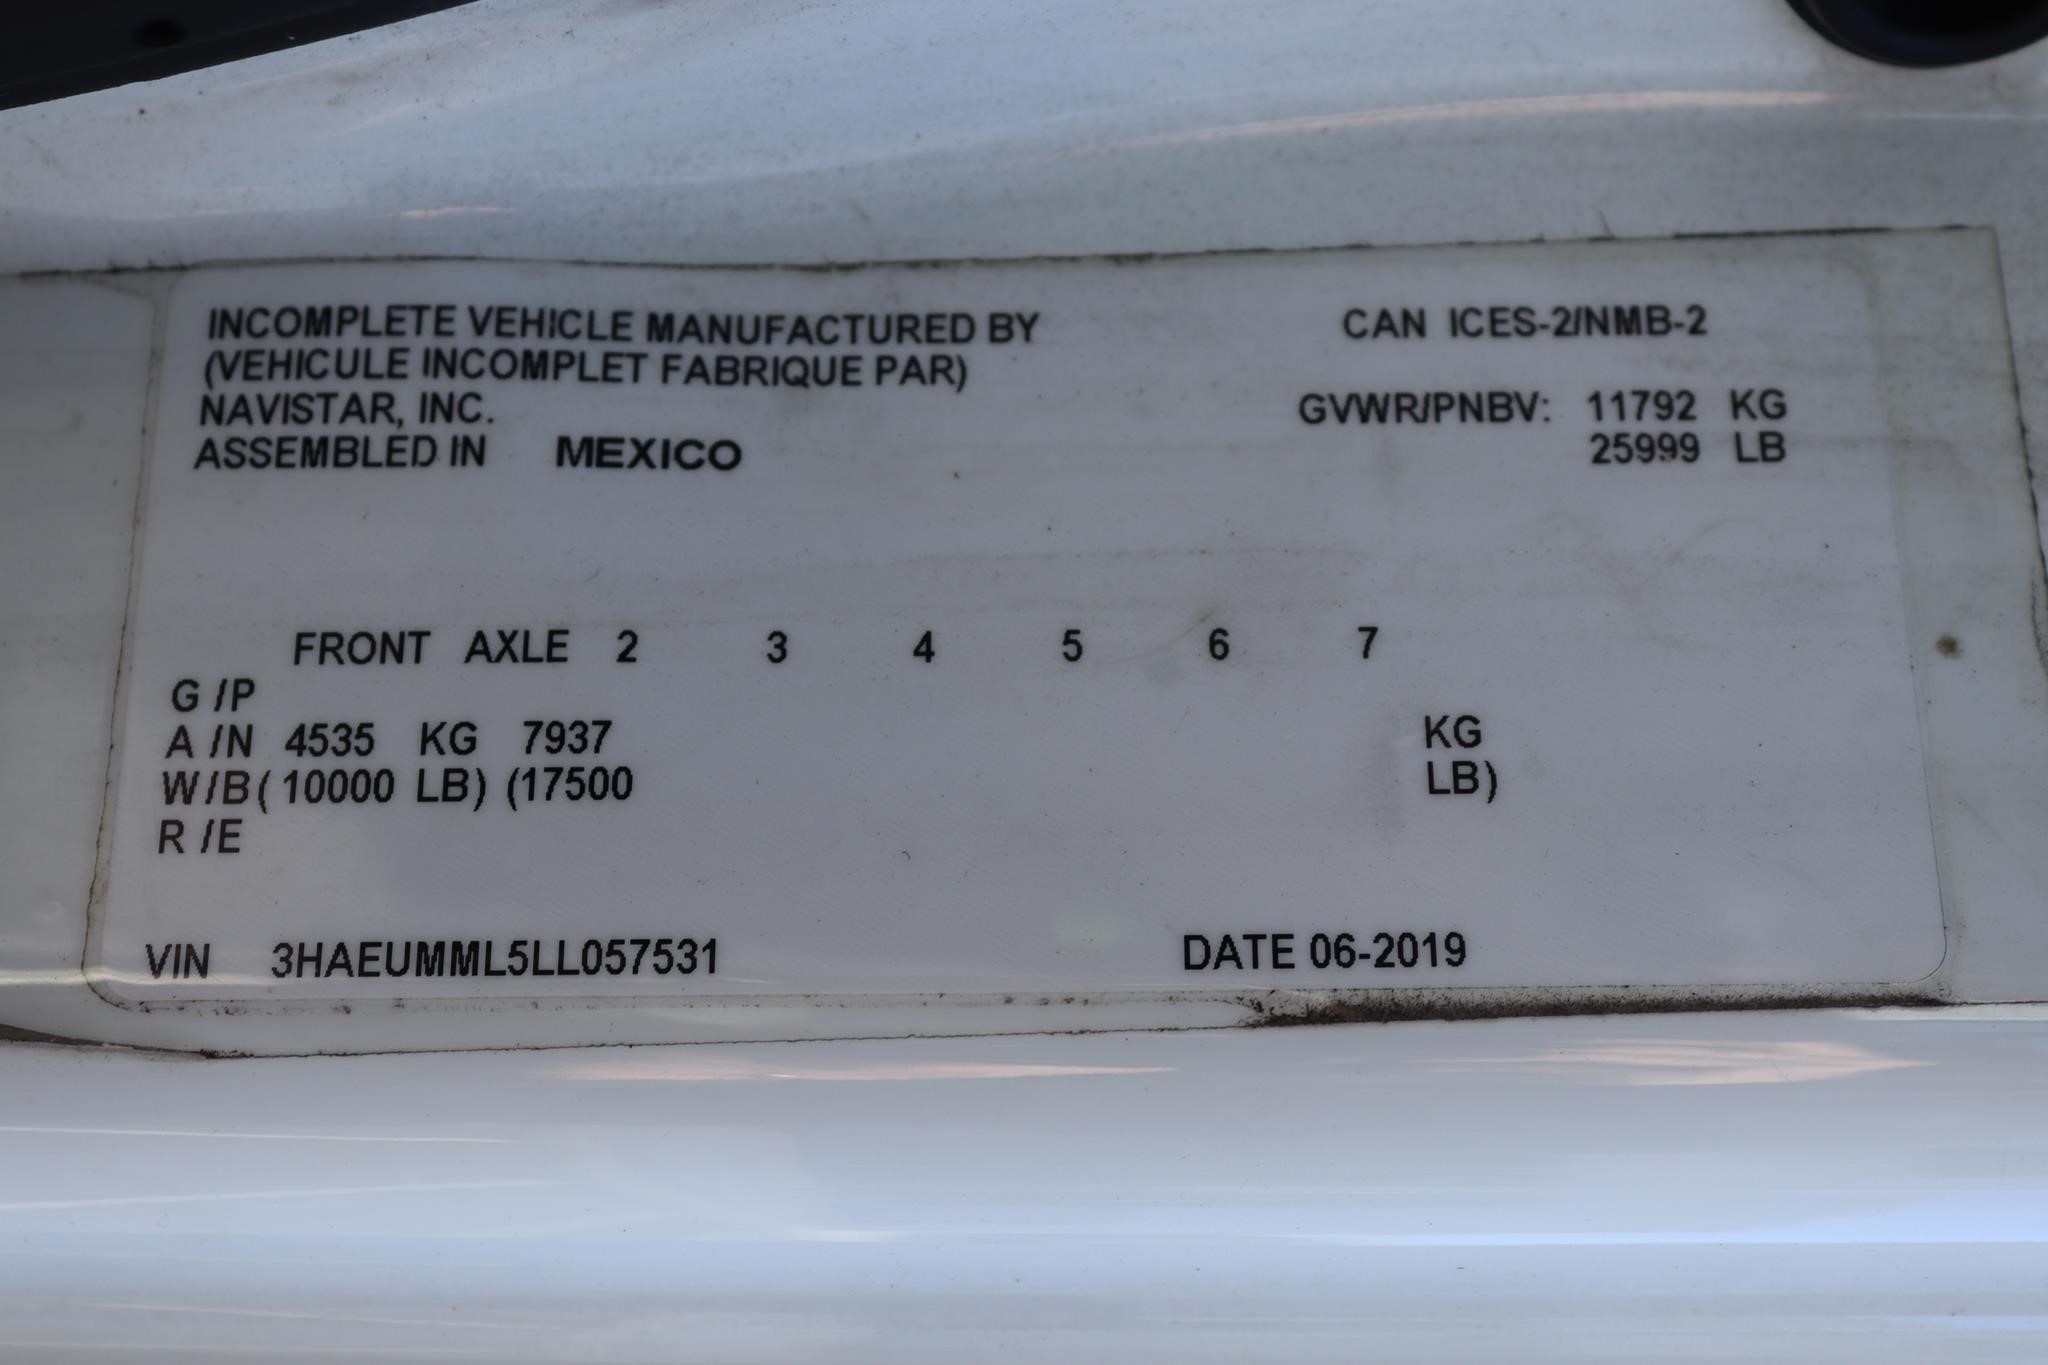 INCOMPLETE VEHICLE MANUFACTURED BY
(VEHICULE INCOMPLET FABRIQUE PAR)
NAVISTAR, INC.
ASSEMBLED IN MEXICO
CAN ICES-2/NMB-2
GVWR/PNBV: 11792 KG
25999 LB
FRONT AXLE 2 3 4 5 6 7
G /P
A /N 4535 KG 7937 KG
W/B (10000 LB) (17500 LB)
R /E
VIN 3HAEUMML5LL057531 DATE 06-2019